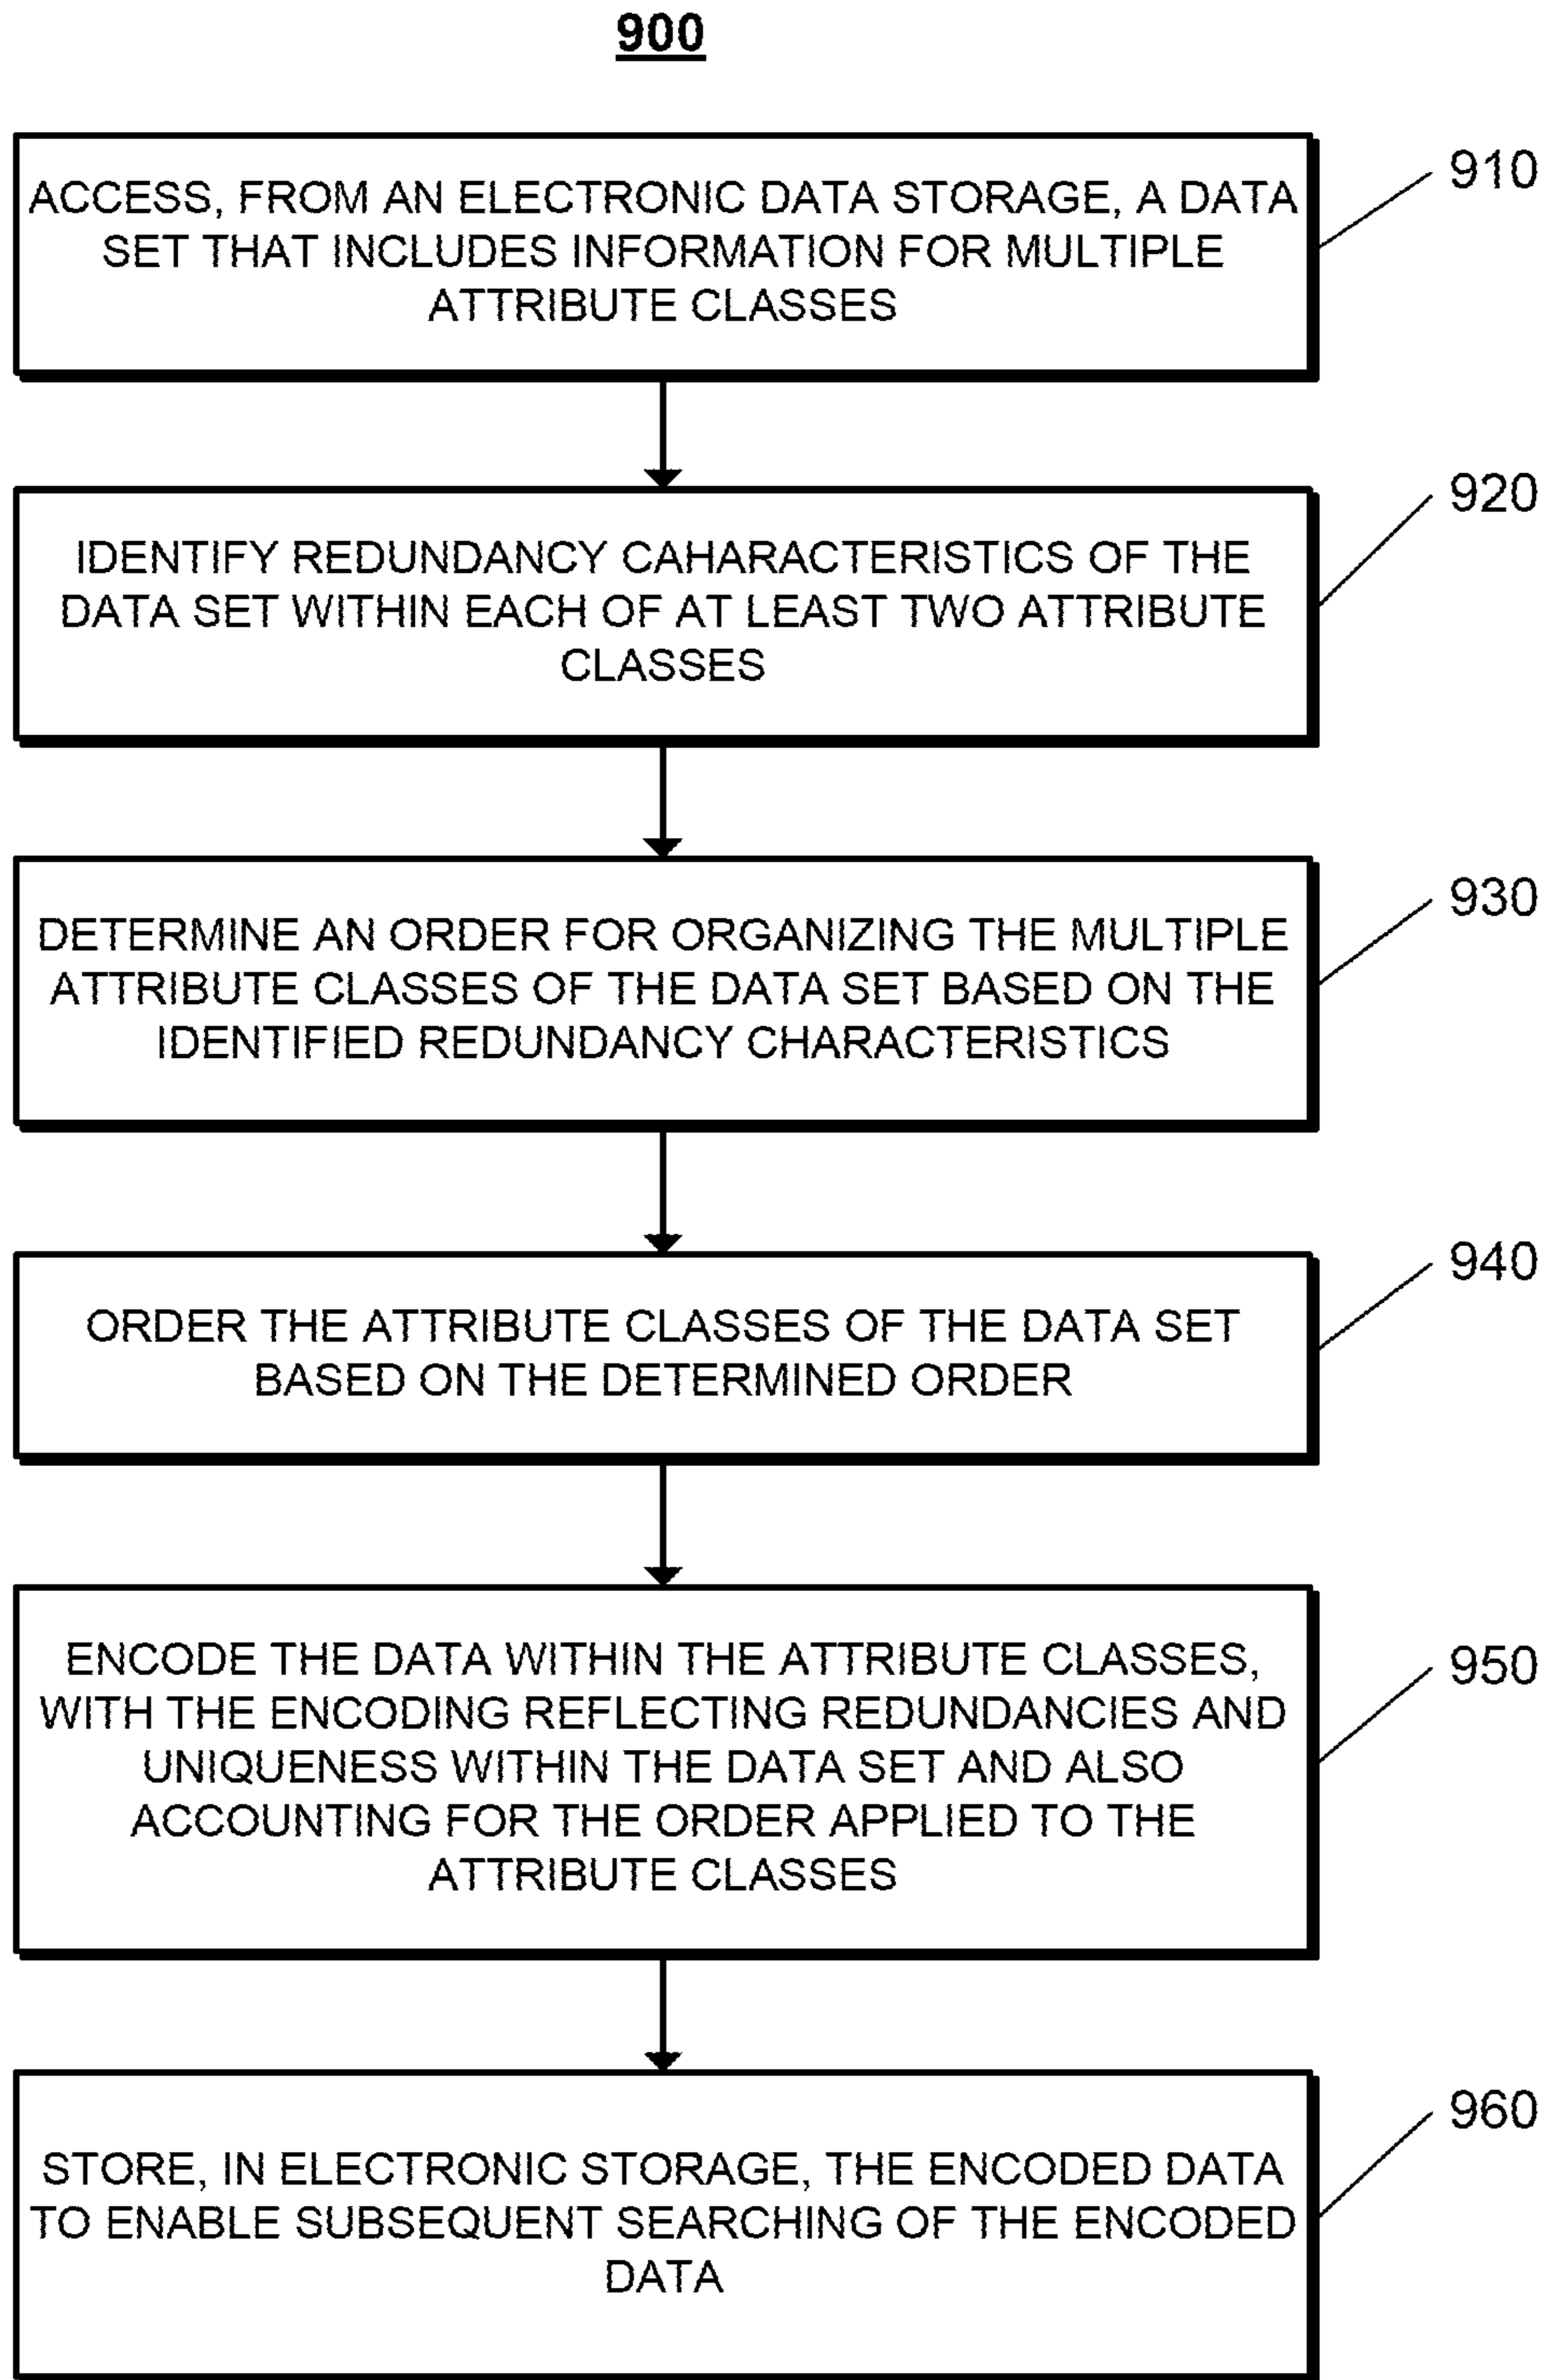 900
ACCESS, FROM AN ELECTRONIC DATA STORAGE, A DATA
SET THAT INCLUDES INFORMATION FOR MULTIPLE
ATTRIBUTE CLASSES
910
IDENTIFY REDUNDANCY CAHARACTERISTICS OF THE
DATA SET WITHIN EACH OF AT LEAST TWO ATTRIBUTE
CLASSES
920
DETERMINE AN ORDER FOR ORGANIZING THE MULTIPLE
ATTRIBUTE CLASSES OF THE DATA SET BASED ON THE
IDENTIFIED REDUNDANCY CHARACTERISTICS
930
ORDER THE ATTRIBUTE CLASSES OF THE DATA SET
BASED ON THE DETERMINED ORDER
940
ENCODE THE DATA WITHIN THE ATTRIBUTE CLASSES,
WITH THE ENCODING REFLECTING REDUNDANCIES AND
UNIQUENESS WITHIN THE DATA SET AND ALSO
ACCOUNTING FOR THE ORDER APPLIED TO THE
ATTRIBUTE CLASSES
950
STORE, IN ELECTRONIC STORAGE, THE ENCODED DATA
TO ENABLE SUBSEQUENT SEARCHING OF THE ENCODED
DATA
960